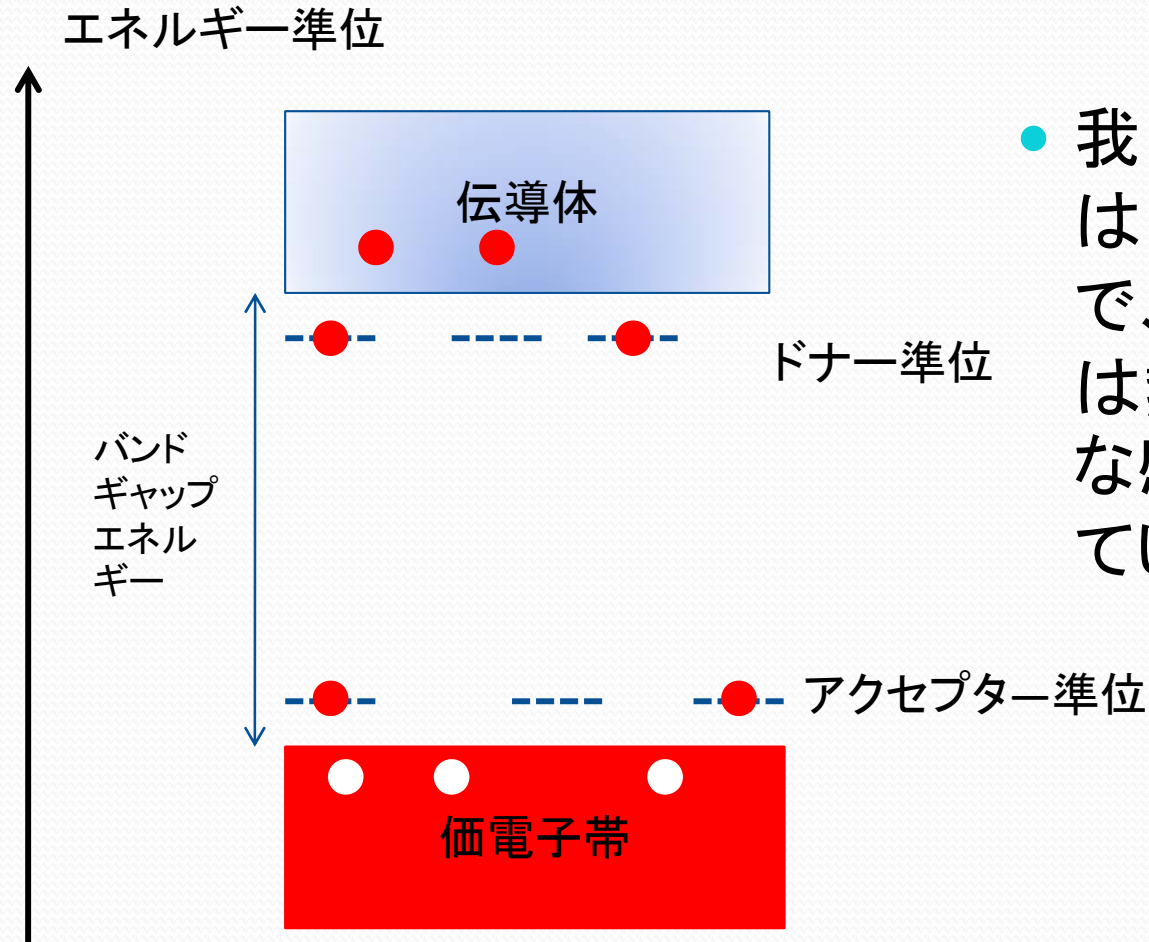 エネルギー準位
伝導体
ドナー準位
バンド
ギャップ
エネル
ギー
アクセプター準位
価電子帯
• 我
は
で、
は
な
て